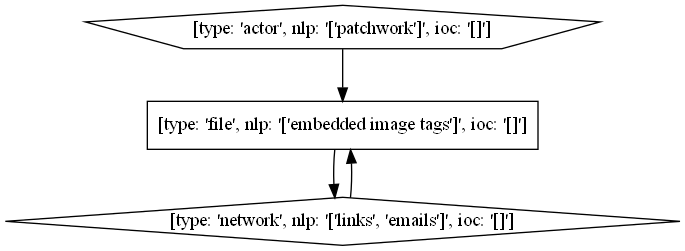 [type: 'actor', nlp: '['patchwork']', ioc: '[]']
[type: 'file', nlp: '['embedded image tags']', ioc: '[]']
[type: 'network', nlp: '['links', 'emails']', ioc: '[]']